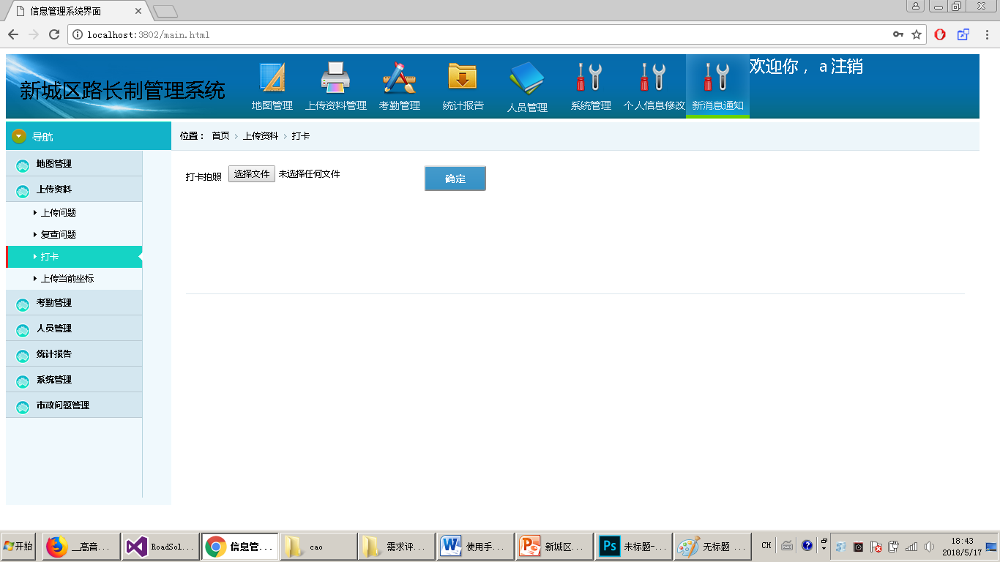 信息管理系统界面
localhost:3802/main.html
新城区路长制管理系统
地图管理 上传资料管理 考勤管理 统计报告 人员管理 系统管理 个人信息修改 新消息通知
欢迎你，a 注销
导航
位置： 首页 › 上传资料 › 打卡
地图管理
上传资料
上传问题
复查问题
打卡
上传当前坐标
考勤管理
人员管理
统计报告
系统管理
市政问题管理
打卡拍照 选择文件 未选择任何文件 确定
开始 __高音... RoadSol... 信息管... cao 需求评... 使用手... 新城区... 未标题-... 无标题 ... CH 18:43
2018/5/17